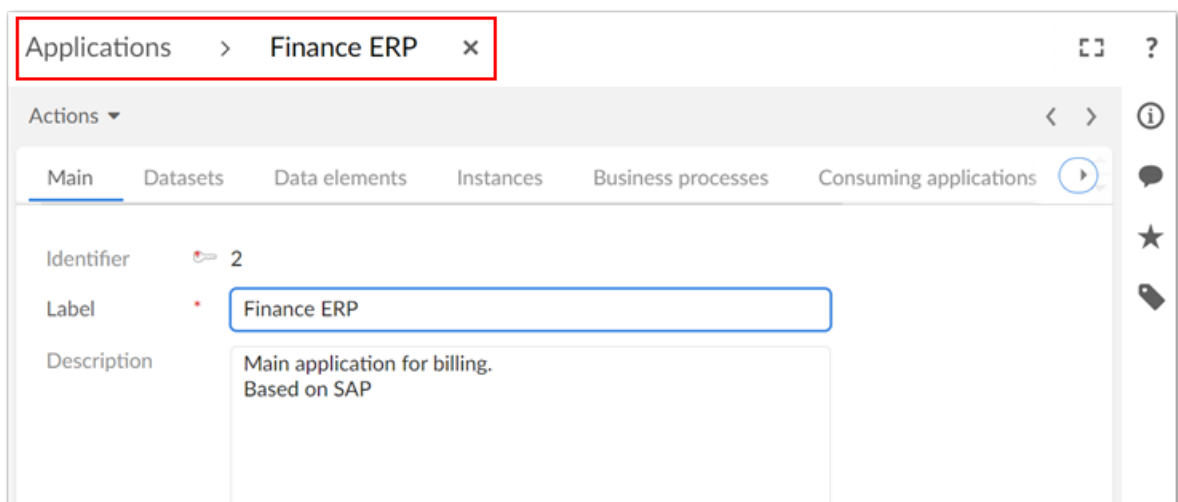 Applications > Finance ERP ×
?
Actions
Main Datasets Data elements Instances Business processes Consuming applications
Identifier 2
Label * Finance ERP
Description Main application for billing.
Based on SAP